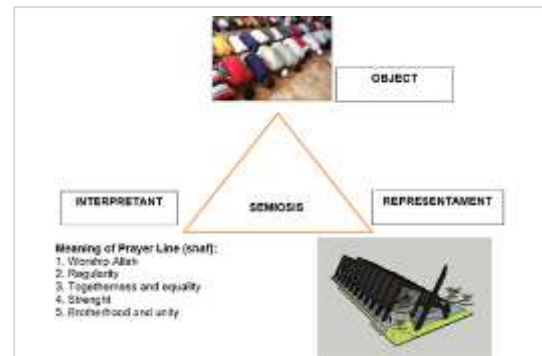 OBJECT
INTERPRETANT
SEMIOSIS
REPRESENTAMENT
Meaning of Prayer Line (shaf):
1. Worship Allah
2. Regularity
3. Togetherness and equality
4. Strenght
5. Brotherhood and unity